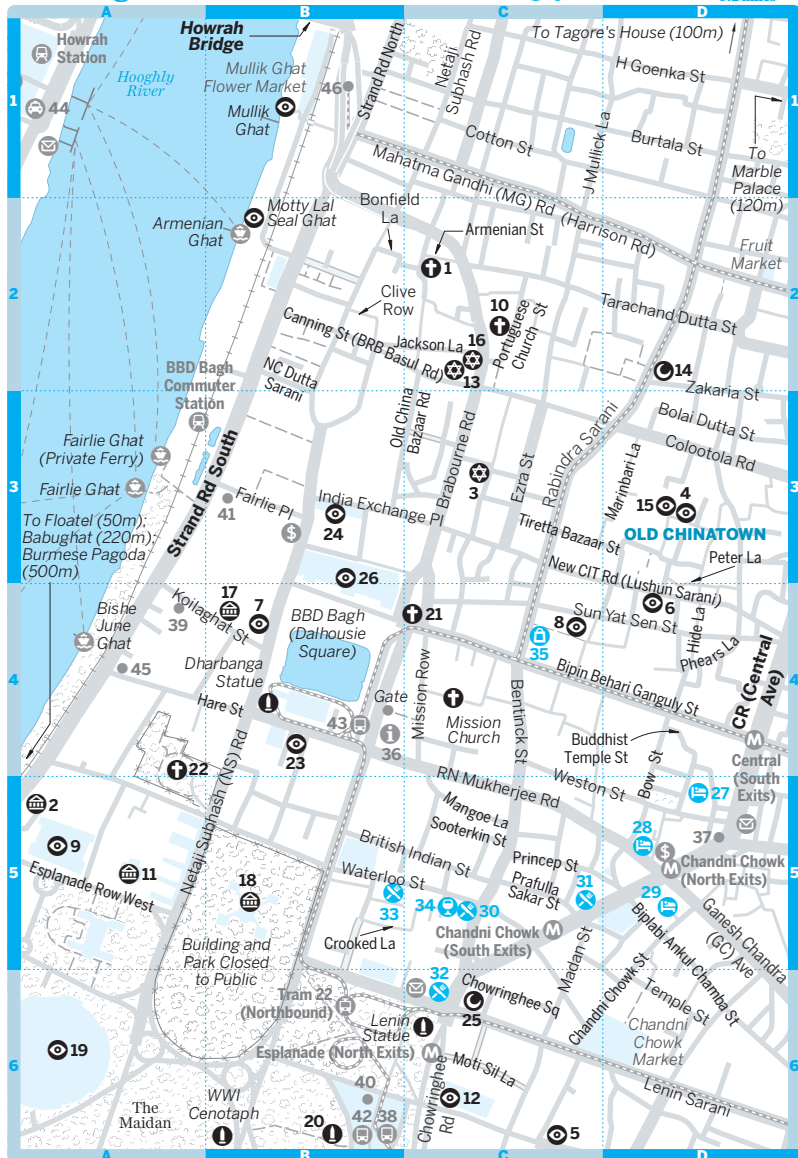 A
B
C
D
Howrah
Station
Howrah
Bridge
Hooghly
River
Mullik Ghat
Flower Market
46
Strand Rd North
Netaji
Subhash Rd
To Tagore's House (100m)
H Goenka St
1
44
Mullik
Ghat
Cotton St
J Mullick La
Burtala St
1
To
Marble
Palace
(120m)
Mahatma Gandhi (MG) Rd (Harrison Rd)
Bonfield
La
Motty Lal
Seal Ghat
Armenian
Ghat
Armenian St
1
Fruit
Market
2
2
Clive
Row
10
Portuguese
Church St
Tarachand Dutta St
Canning St (BRB Basul Rd)
Jackson La
16
13
14
Zakaria St
BBD Bagh
Commuter
Station
NC Dutta
Sarani
Old China
Bazaar Rd
Brabourne Rd
Bolai Dutta St
Colootola Rd
Rabindra Sarani
Fairlie Ghat
(Private Ferry)
Fairlie Ghat
Strand Rd South
3
Ezra St
Marinbari La
3
3
41
Fairlie Pl
India Exchange Pl
24
15
4
OLD CHINATOWN
To Floatel (50m);
Babughat (220m);
Burmese Pagoda
(500m)
Tiretta Bazaar St
Peter La
26
New CIT Rd (Lushun Sarani)
17
7
39
Koilaghat St
BBD Bagh
(Dalhousie
Square)
21
8
Sun Yat Sen St
6
Hide La
Phears La
35
Bishe
June
Ghat
45
4
4
Dharbanga
Statue
Hare St
Gate
43
36
Mission Row
Mission
Church
Bentinck St
Bipin Behari Ganguly St
CR (Central
Ave)
23
22
Buddhist
Temple St
Central
(South
Exits)
Netaji Subhash (NS) Rd
RN Mukherjee Rd
Weston St
Bow St
27
2
Mangoe La
Sooterkin St
28
37
9
11
British Indian St
Princep St
Chandni Chowk
(North Exits)
5
5
Esplanade Row West
18
Waterloo St
33
34
30
Prafulla
Sakar St
31
29
Building and
Park Closed
to Public
Crooked La
Chandni Chowk
(South Exits)
Madan St
Biplabi Ankul Chamba St
Ganesh Chandra
(GC) Ave
32
Chowringhee Sq
25
Chandni Chowk St
Temple St
Tram 22
(Northbound)
Lenin
Statue
Esplanade (North Exits)
Chandni
Chowk
Market
19
6
6
Moti Sil La
Lenin Sarani
40
12
WWI
Cenotaph
The
Maidan
20
42
38
Chowringhee
Rd
5
A
B
C
D